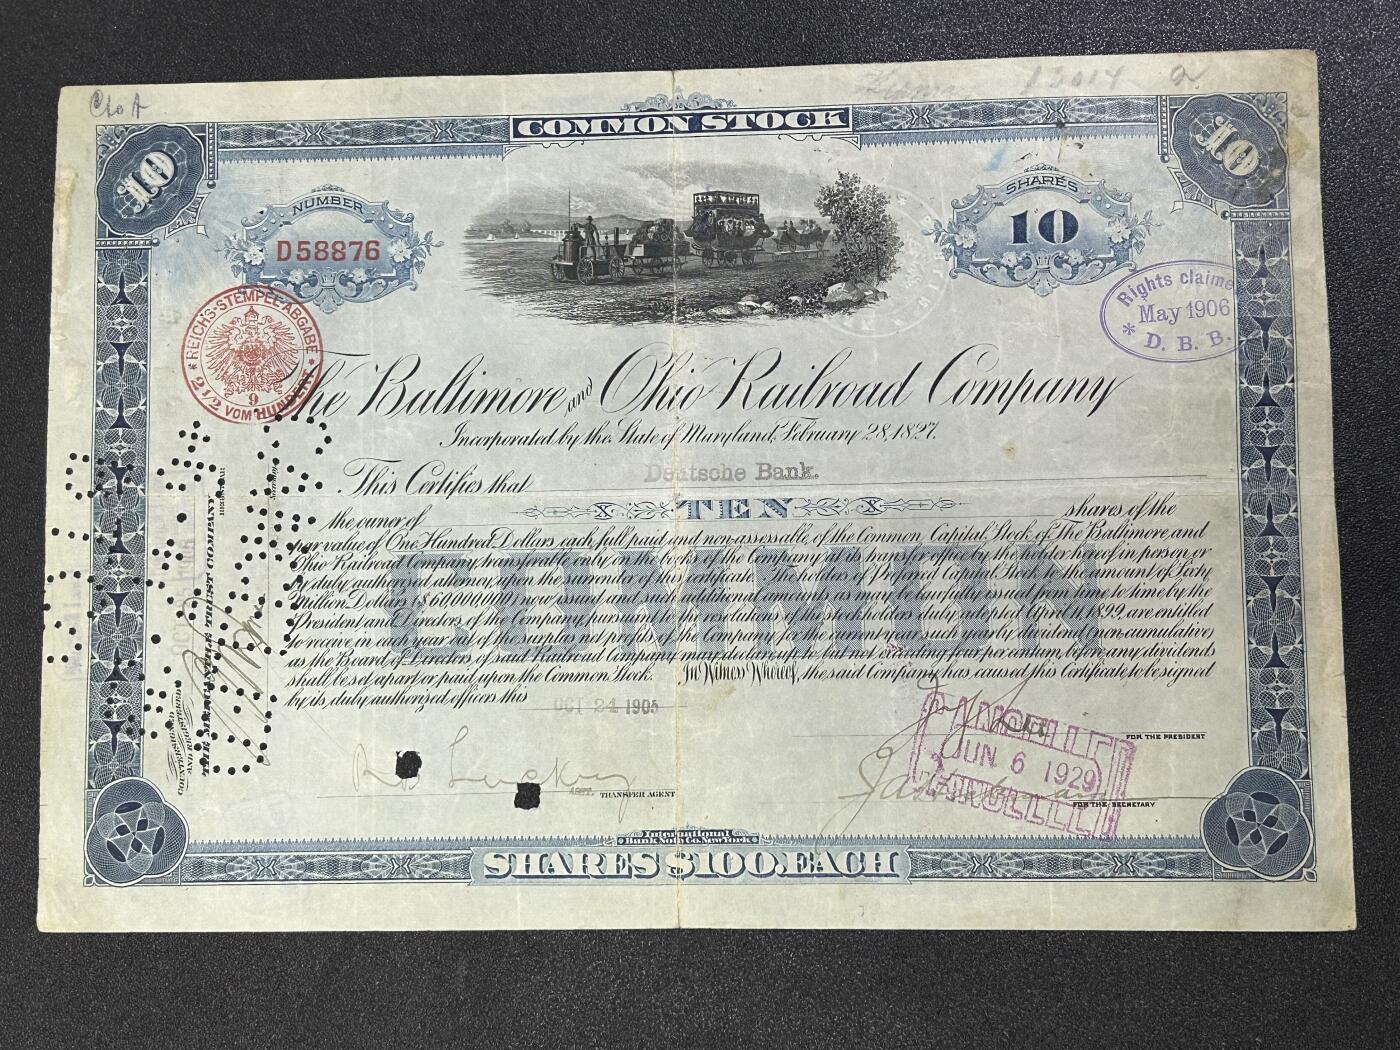 COMMON STOCK
10
10
NUMBER
D58876
SHARES
10
REICHS-STEMPELABGABE
2 1/2 VOM HUNDERT
9
Rights claime
May 1906
* D. B. B.
The Baltimore and Ohio Railroad Company
Incorporated by the State of Maryland, February 28, 1827.
This Certifies that Deutsche Bank.
the owner of TEN shares of the
par value of One Hundred Dollars each, full paid and non-assessable, of the Common Capital Stock of The Baltimore and
Ohio Railroad Company transferable only on the books of the Company at its transfer office by the holder hereof in person or
by duly authorized attorney, upon the surrender of this certificate. The holders of Preferred Capital Stock to the amount of Sixty
Million Dollars ($60,000,000) now issued and such additional amounts as may be lawfully issued from time to time by the
President and Directors of the Company, pursuant to the resolutions of the stockholders duly adopted April 11 1899, are entitled
to receive in each year out of the surplus net profits of the Company, for the current year, such yearly dividend (non-cumulative)
as the Board of Directors of said Railroad Company may declare, up to but not exceeding four per centum, before any dividends
shall be set apart or paid upon the Common Stock. In Witness Whereof, the said Company has caused this Certificate to be signed
by its duly authorized officers this OCT 24 1905
COMMON
COUNTERSIGNED
AND REGISTERED
THE MERCANTILE TRUST COMPANY
REGISTRAR
FOR THE PRESIDENT
CANCELLED
JUN 6 1929
ASST. TRANSFER AGENT
FOR THE SECRETARY
International
Bank Note Co. New York
SHARES $100. EACH